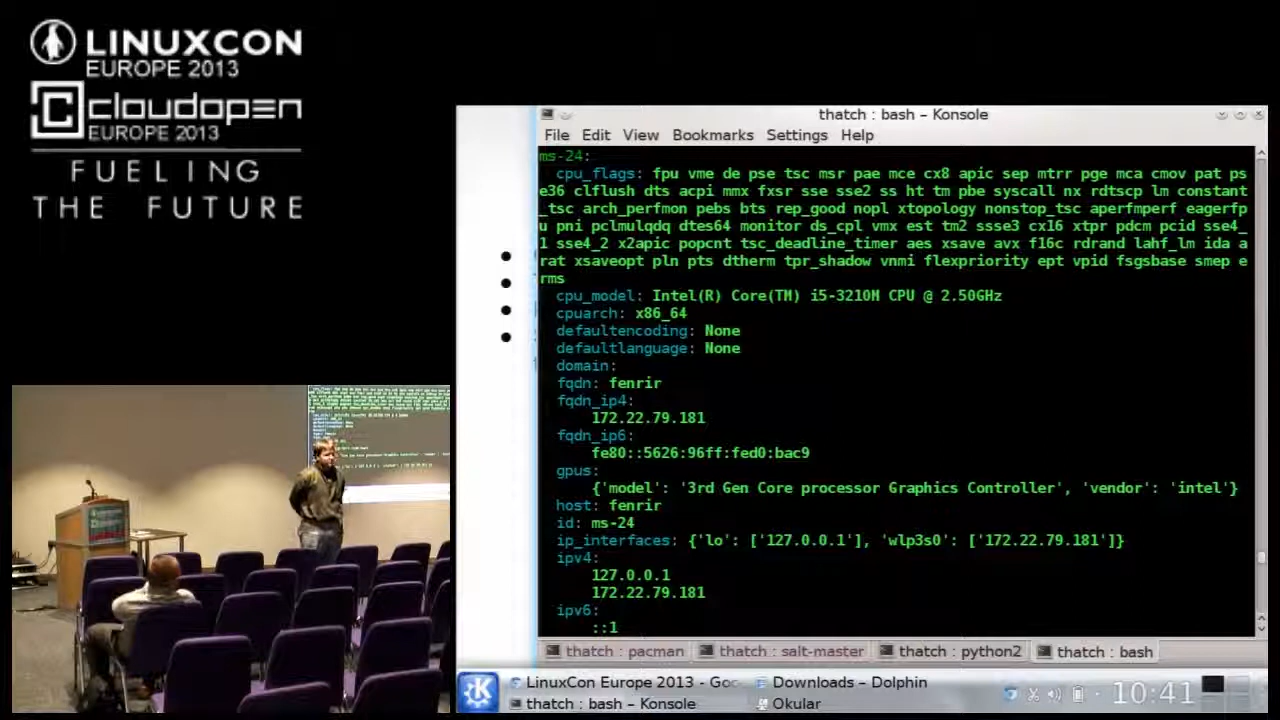 LINUXCON
EUROPE 2013
cloudopen
EUROPE 2013
FUELING
THE FUTURE
thatch : bash – Konsole
File Edit View Bookmarks Settings Help
ms-24:
cpu_flags: fpu vme de pse tsc msr pae mce cx8 apic sep mtrr pge mca cmov pat ps
e36 clflush dts acpi mmx fxsr sse sse2 ss ht tm pbe syscall nx rdtscp lm constant
_tsc arch_perfmon pebs bts rep_good nopl xtopology nonstop_tsc aperfmperf eagerfp
u pni pclmulqdq dtes64 monitor ds_cpl vmx est tm2 ssse3 cx16 xtpr pdcm pcid sse4_
1 sse4_2 x2apic popcnt tsc_deadline_timer aes xsave avx f16c rdrand lahf_lm ida a
rat xsaveopt pln pts dtherm tpr_shadow vnmi flexpriority ept vpid fsgsbase smep e
rms
cpu_model: Intel(R) Core(TM) i5-3210M CPU @ 2.50GHz
cpuarch: x86_64
defaultencoding: None
defaultlanguage: None
domain:
fqdn: fenrir
fqdn_ip4:
172.22.79.181
fqdn_ip6:
fe80::5626:96ff:fed0:bac9
gpus:
{'model': '3rd Gen Core processor Graphics Controller', 'vendor': 'intel'}
host: fenrir
id: ms-24
ip_interfaces: {'lo': ['127.0.0.1'], 'wlp3s0': ['172.22.79.181']}
ipv4:
127.0.0.1
172.22.79.181
ipv6:
::1
thatch : pacman thatch : salt-master thatch : python2 thatch : bash
LinuxCon Europe 2013 - Goo Downloads – Dolphin
thatch : bash – Konsole Okular
10:41